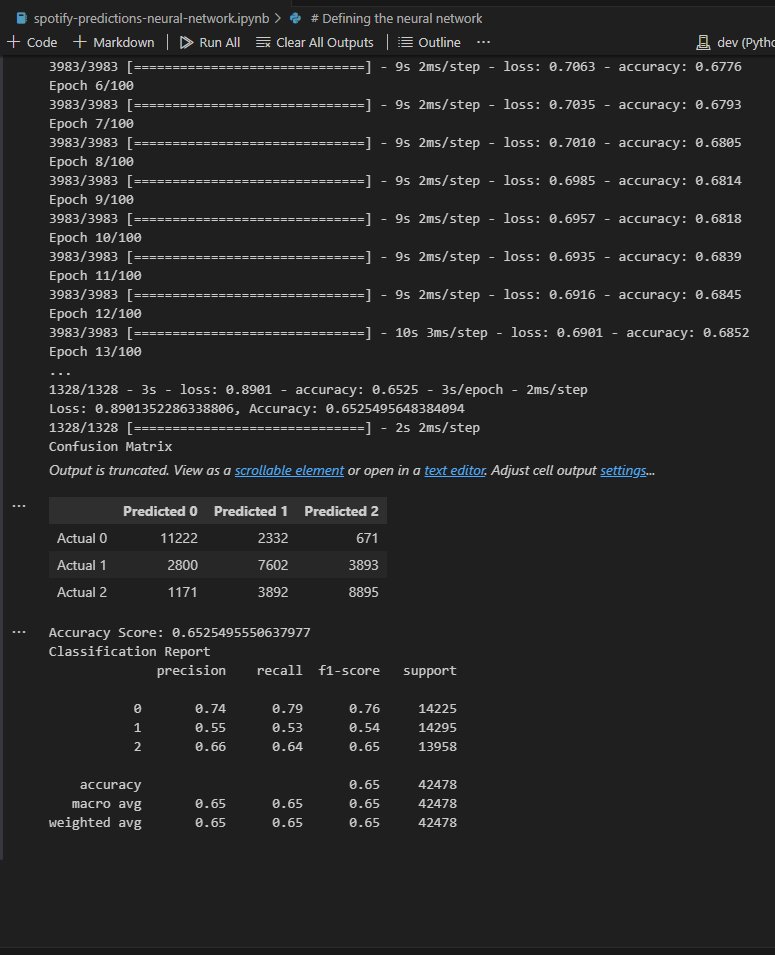 spotify-predictions-neural-network.ipynb > # Defining the neural network
+ Code + Markdown | Run All Clear All Outputs | Outline ... dev (Pytho
3983/3983 [==============================] - 9s 2ms/step - loss: 0.7063 - accuracy: 0.6776
Epoch 6/100
3983/3983 [==============================] - 9s 2ms/step - loss: 0.7035 - accuracy: 0.6793
Epoch 7/100
3983/3983 [==============================] - 9s 2ms/step - loss: 0.7010 - accuracy: 0.6805
Epoch 8/100
3983/3983 [==============================] - 9s 2ms/step - loss: 0.6985 - accuracy: 0.6814
Epoch 9/100
3983/3983 [==============================] - 9s 2ms/step - loss: 0.6957 - accuracy: 0.6818
Epoch 10/100
3983/3983 [==============================] - 9s 2ms/step - loss: 0.6935 - accuracy: 0.6839
Epoch 11/100
3983/3983 [==============================] - 9s 2ms/step - loss: 0.6916 - accuracy: 0.6845
Epoch 12/100
3983/3983 [==============================] - 10s 3ms/step - loss: 0.6901 - accuracy: 0.6852
Epoch 13/100
...
1328/1328 - 3s - loss: 0.8901 - accuracy: 0.6525 - 3s/epoch - 2ms/step
Loss: 0.8901352286338806, Accuracy: 0.6525495648384094
1328/1328 [==============================] - 2s 2ms/step
Confusion Matrix
Output is truncated. View as a scrollable element or open in a text editor. Adjust cell output settings...
... Predicted 0 Predicted 1 Predicted 2
Actual 0 11222 2332 671
Actual 1 2800 7602 3893
Actual 2 1171 3892 8895
... Accuracy Score: 0.6525495550637977
Classification Report
precision recall f1-score support
0 0.74 0.79 0.76 14225
1 0.55 0.53 0.54 14295
2 0.66 0.64 0.65 13958
accuracy 0.65 42478
macro avg 0.65 0.65 0.65 42478
weighted avg 0.65 0.65 0.65 42478